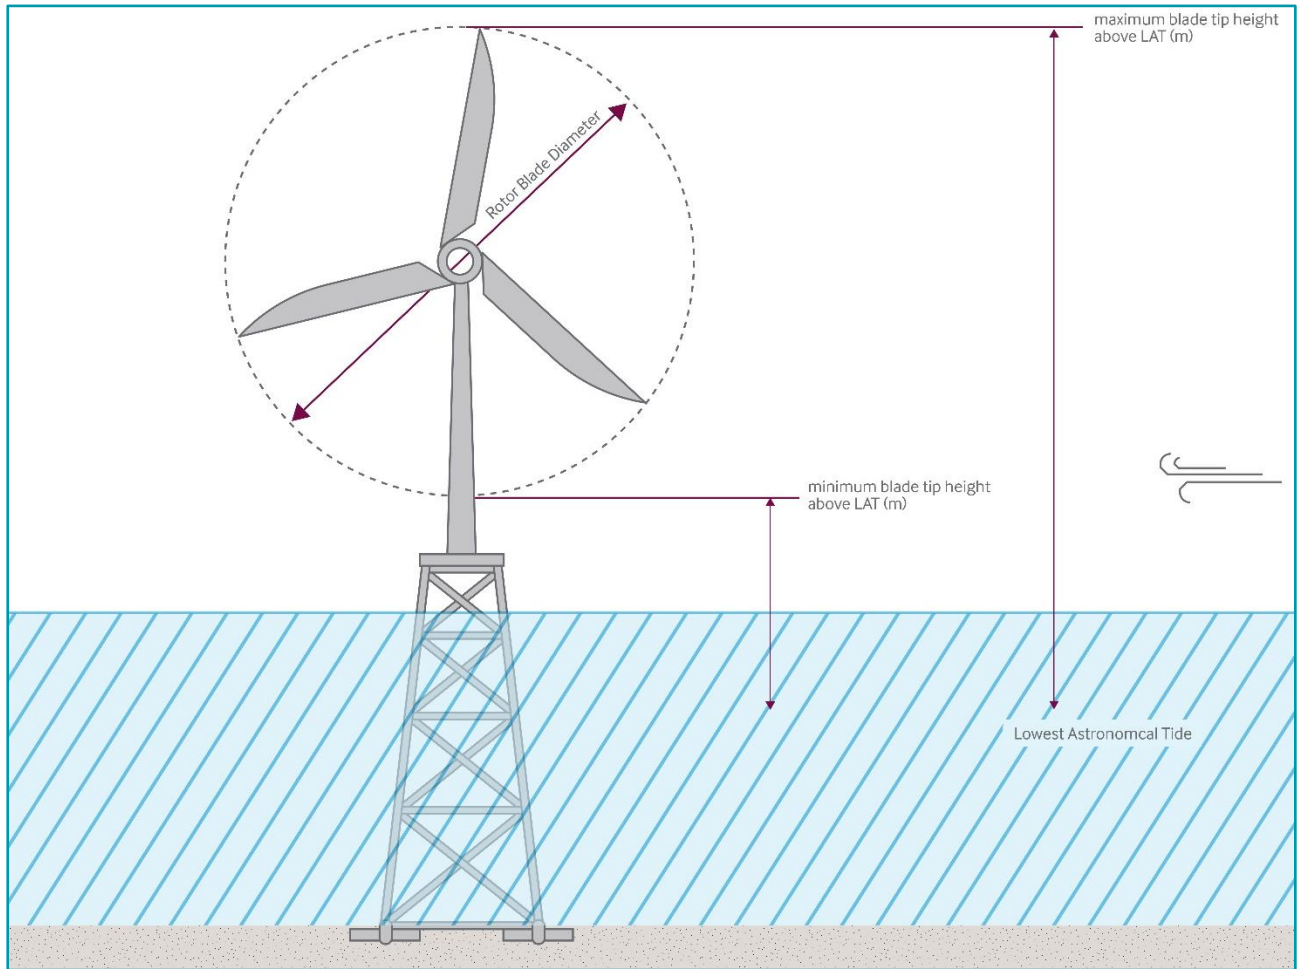 maximum blade tip height
above LAT (m)
Rotor Blade Diameter
minimum blade tip height
above LAT (m)
Lowest Astronomcal Tide